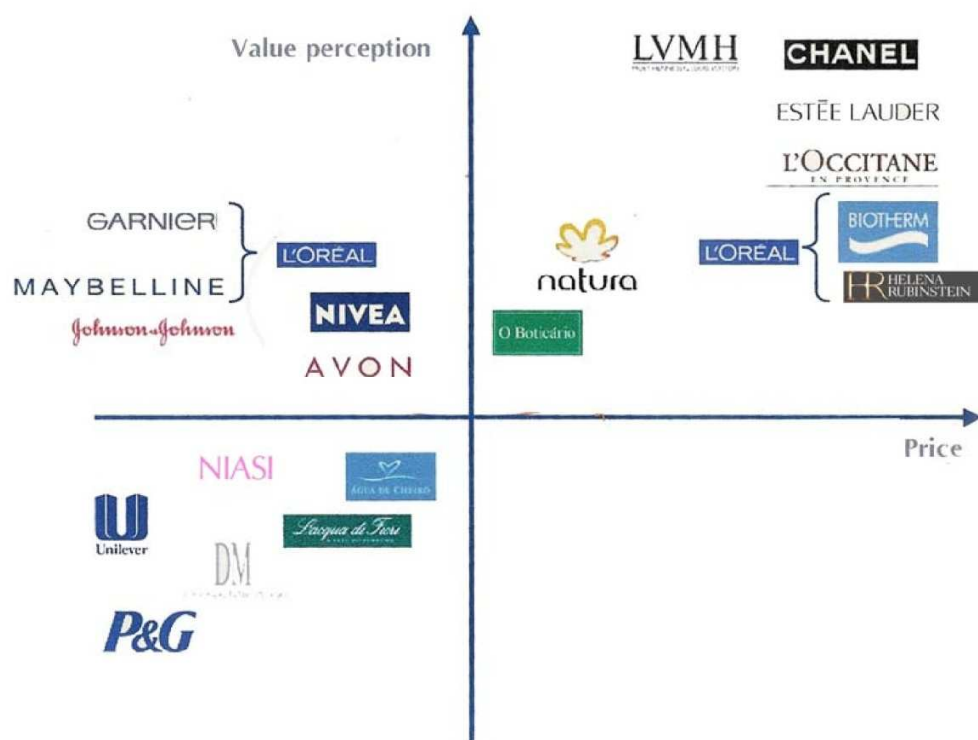 Value perception
LVMH
CHANEL
ESTĒE LAUDER
L'OCCITANE
EN PROVENCE
GARNIER
L'ORÉAL
MAYBELLINE
Johnson & Johnson
NIVEA
AVON
natura
O Boticário
L'ORÉAL
BIOTHERM
HR HELENA
RUBINSTEIN
Price
NIASI
ÁGUA DE CHEIRO
Unilever
L'acqua di Fiori
DM
P&G